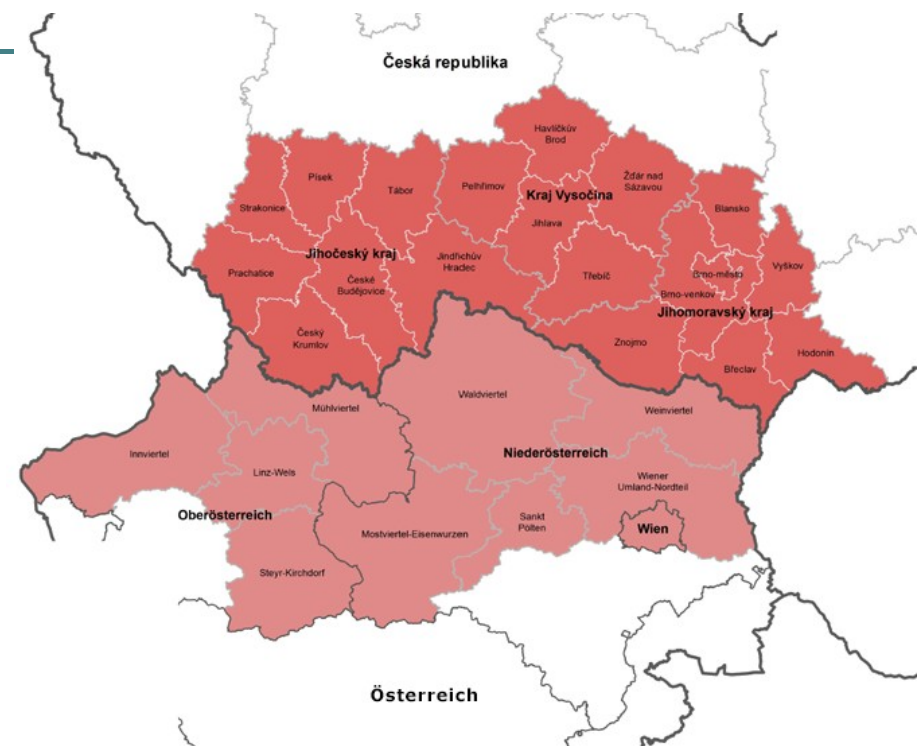 Česká republika
Havlíčkův
Brod
Písek
Tábor
Pelhřimov
Žďár nad
Sázavou
Kraj Vysočina
Strakonice
Blansko
Jihlava
Jihočeský kraj
Jindřichův
Hradec
Prachatice
České
Budějovice
Třebíč
Brno-město
Vyškov
Brno-venkov
Jihomoravský kraj
Český
Krumlov
Znojmo
Břeclav
Hodonín
Waldviertel
Mühlviertel
Weinviertel
Innviertel
Niederösterreich
Linz-Wels
Wiener
Umland-Nordteil
Oberösterreich
Sankt
Pölten
Wien
Mostviertel-Eisenwurzen
Steyr-Kirchdorf
Österreich